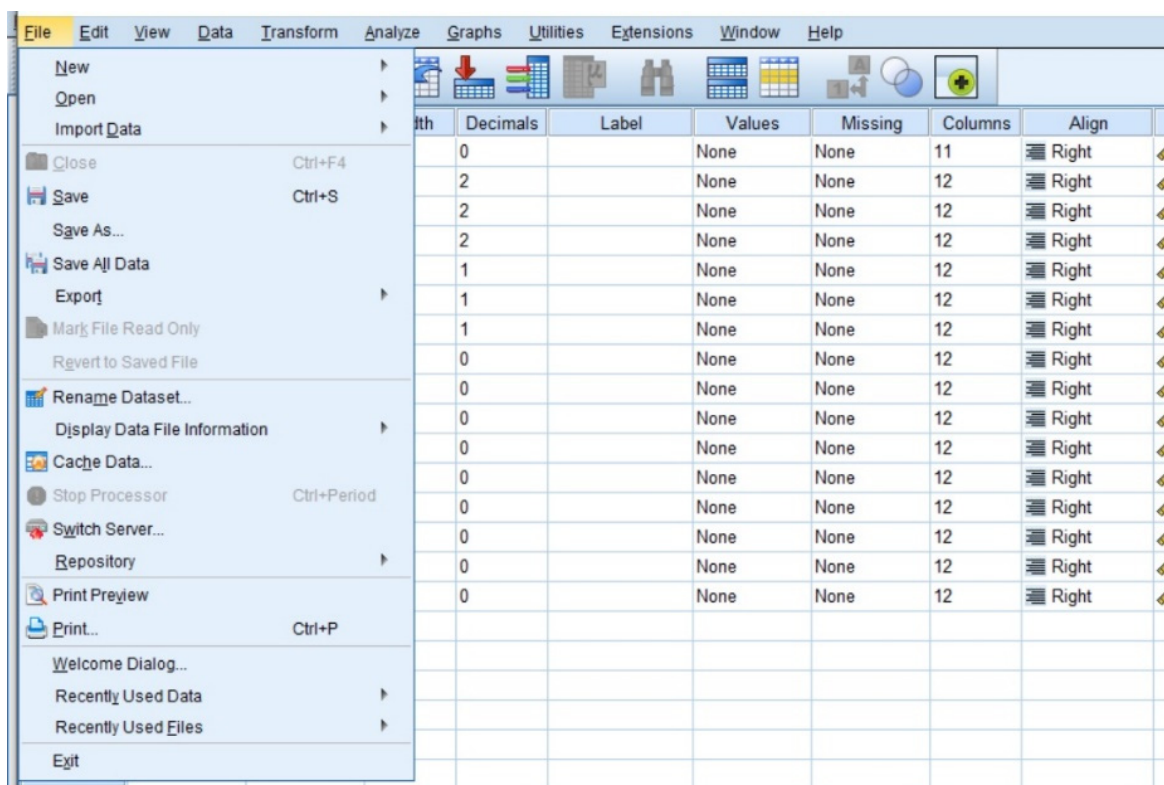 File Edit View Data Transform Analyze Graphs Utilities Extensions Window Help
New
Open
Import Data
Close Ctrl+F4
Save Ctrl+S
Save As...
Save All Data
Export
Mark File Read Only
Revert to Saved File
Rename Dataset...
Display Data File Information
Cache Data...
Stop Processor Ctrl+Period
Switch Server...
Repository
Print Preview
Print... Ctrl+P
Welcome Dialog...
Recently Used Data
Recently Used Files
Exit
dth Decimals Label Values Missing Columns Align
0 None None 11 Right
2 None None 12 Right
2 None None 12 Right
2 None None 12 Right
1 None None 12 Right
1 None None 12 Right
1 None None 12 Right
0 None None 12 Right
0 None None 12 Right
0 None None 12 Right
0 None None 12 Right
0 None None 12 Right
0 None None 12 Right
0 None None 12 Right
0 None None 12 Right
0 None None 12 Right